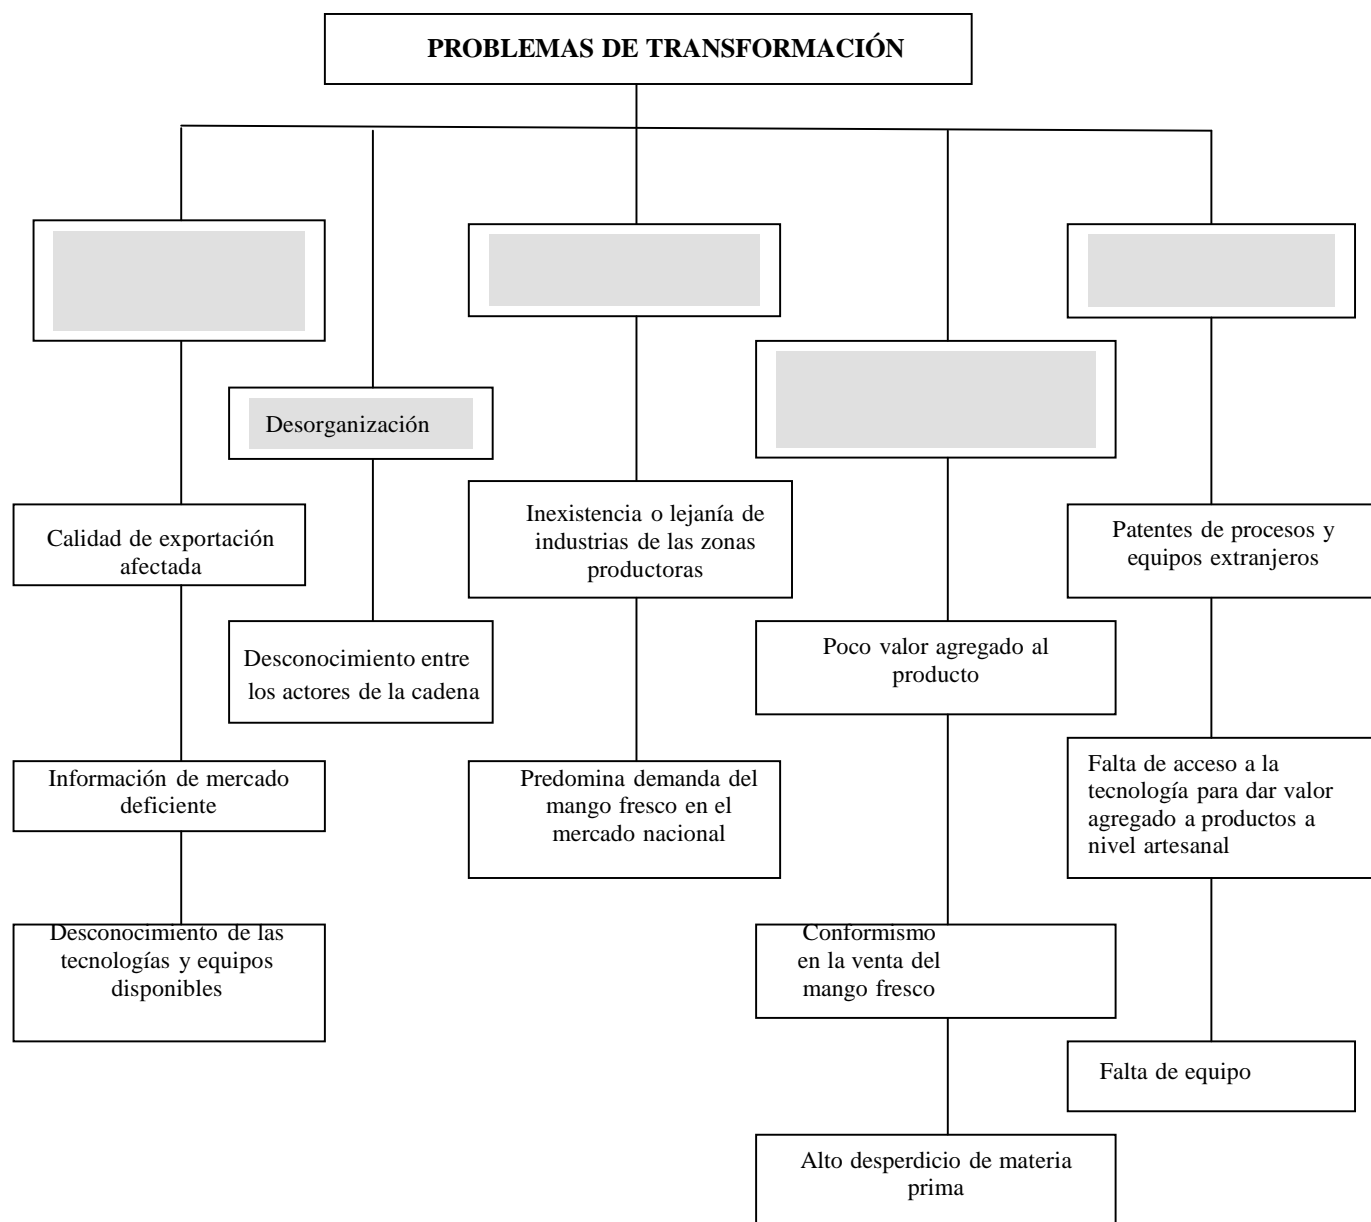 PROBLEMAS DE TRANSFORMACIÓN
Desorganización
Calidad de exportación
afectada
Inexistencia o lejanía de
industrias de las zonas
productoras
Patentes de procesos y
equipos extranjeros
Desconocimiento entre
los actores de la cadena
Poco valor agregado al
producto
Información de mercado
deficiente
Predomina demanda del
mango fresco en el
mercado nacional
Falta de acceso a la
tecnología para dar valor
agregado a productos a
nivel artesanal
Desconocimiento de las
tecnologías y equipos
disponibles
Conformismo
en la venta del
mango fresco
Falta de equipo
Alto desperdicio de materia
prima